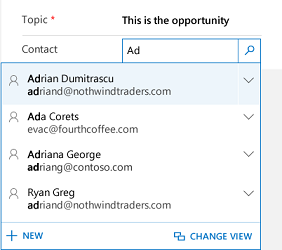 Topic * This is the opportunity
Contact Ad
Adrian Dumitrascu
adriand@nothwindtraders.com
Ada Corets
evac@fourthcoffee.com
Adriana George
adriang@contoso.com
Ryan Greg
adriand@nothwindtraders.com
+ NEW CHANGE VIEW